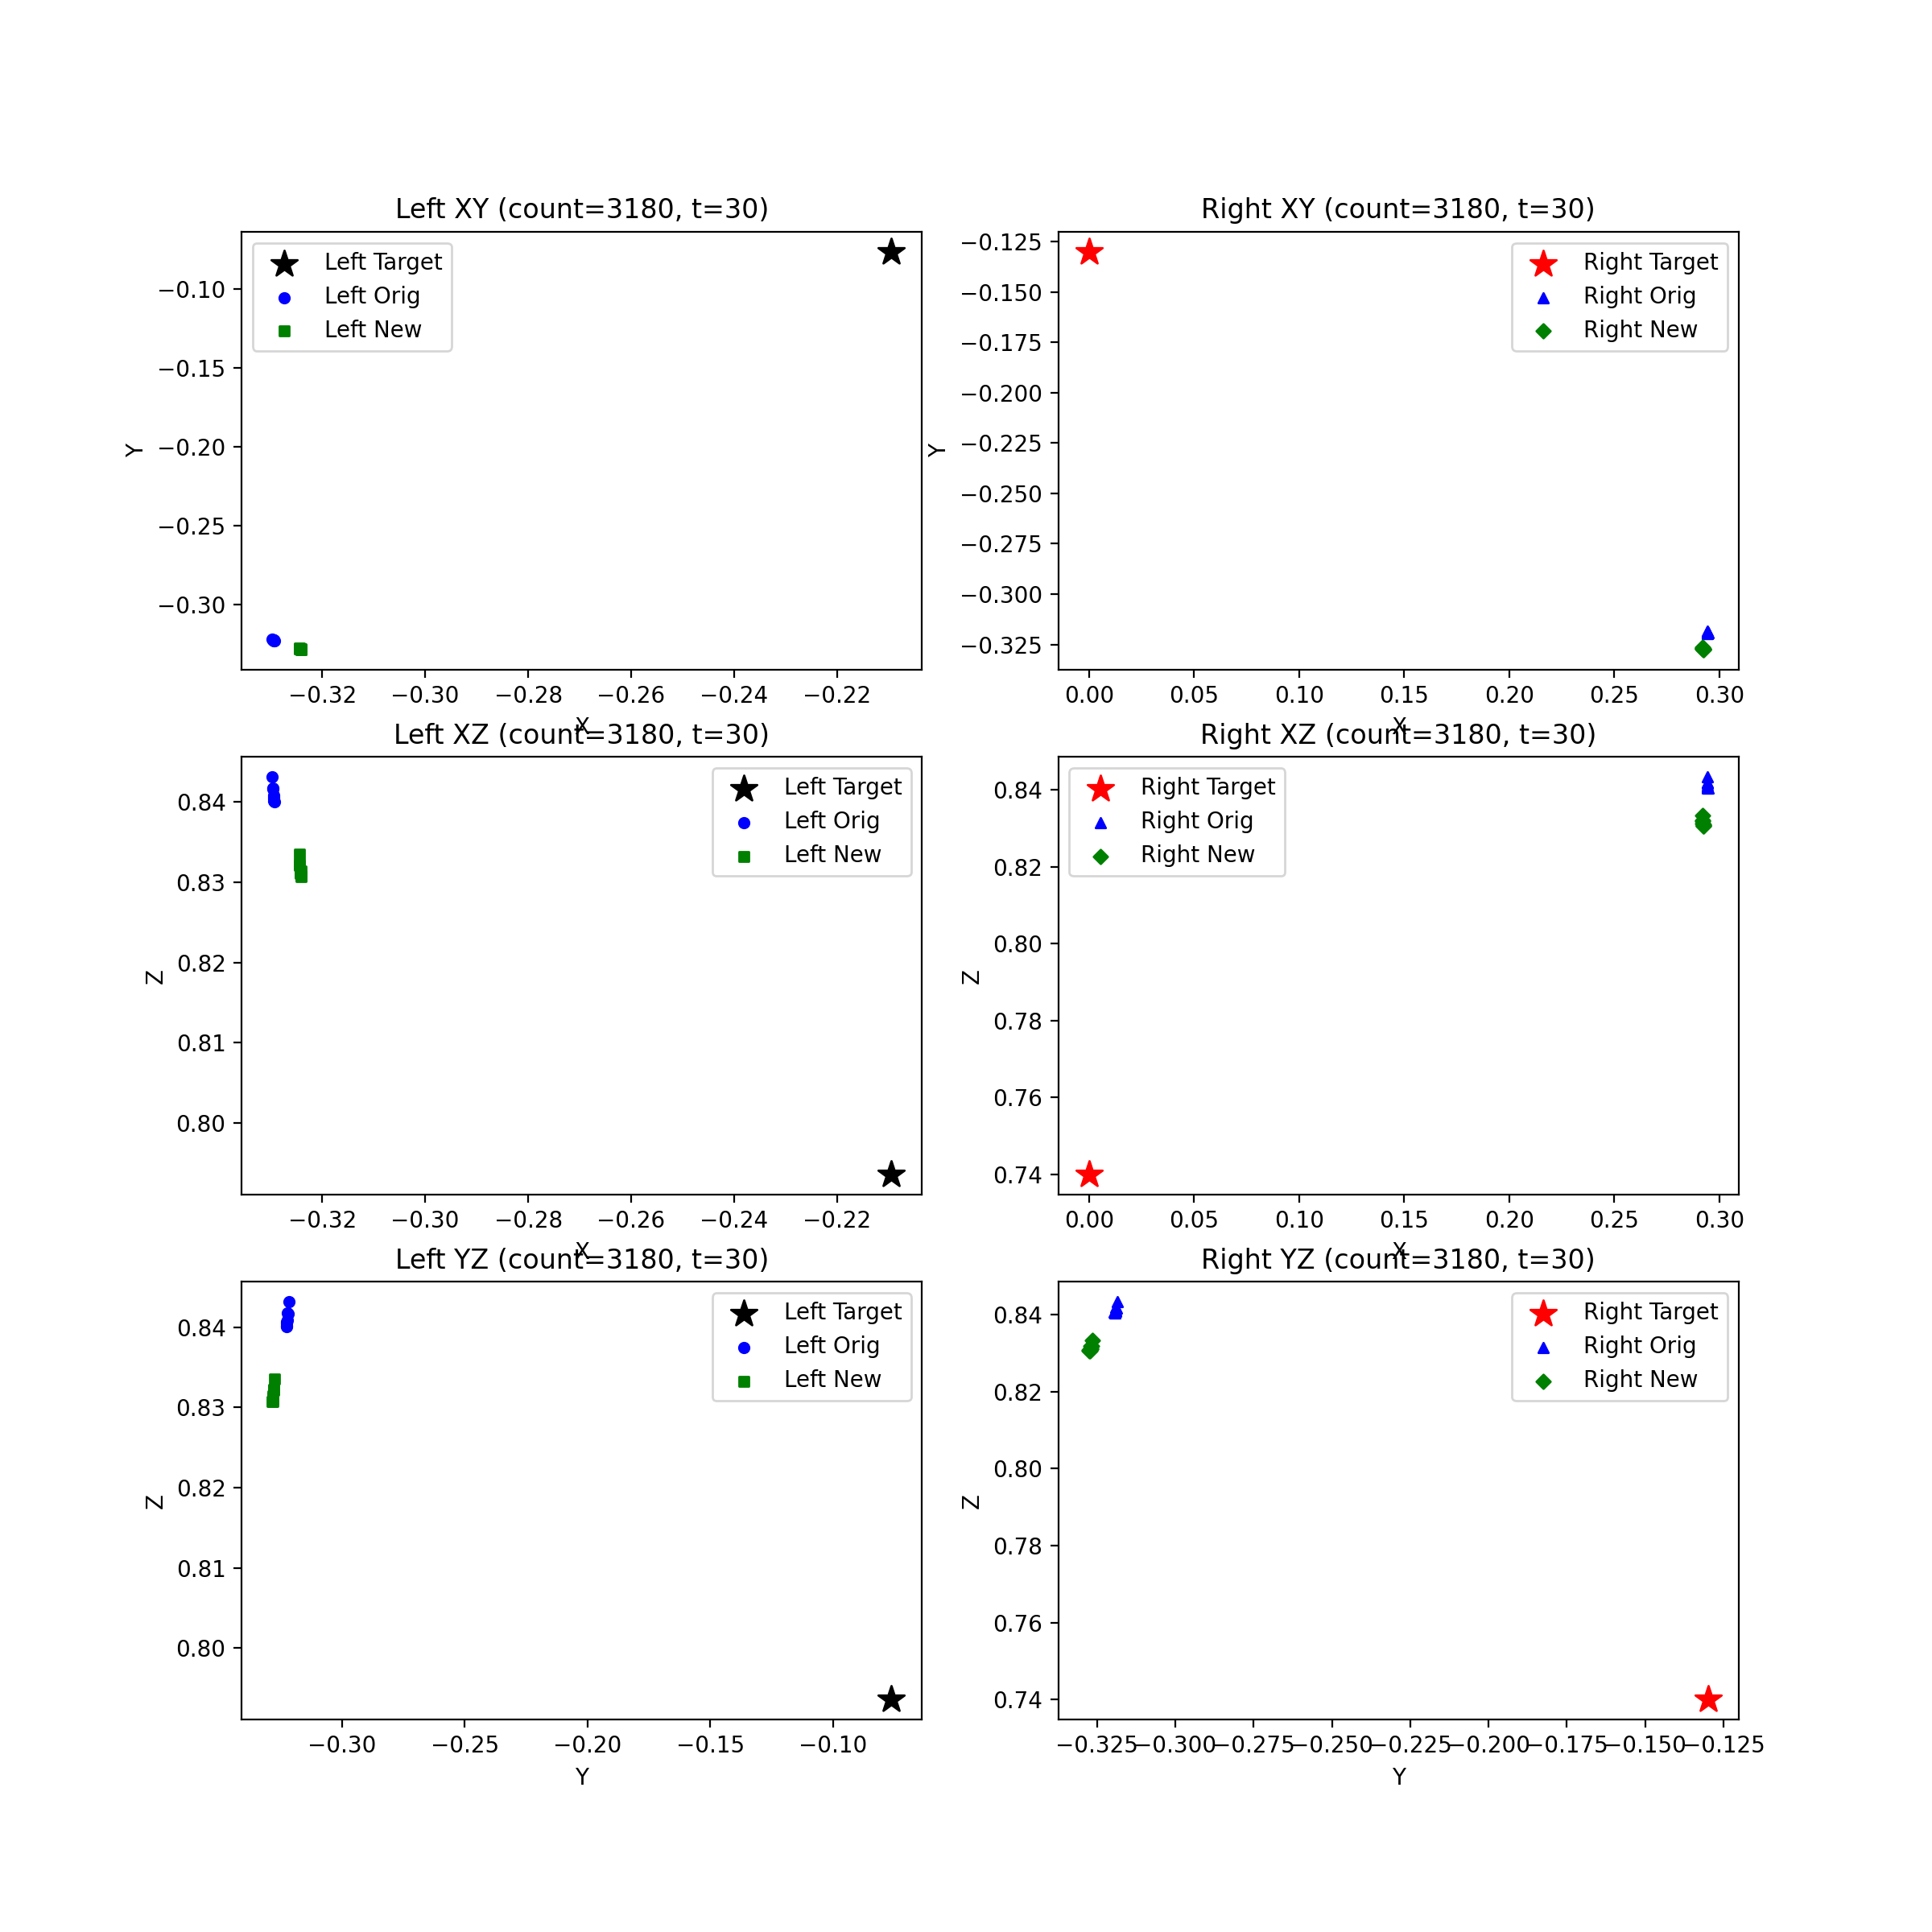 Left XY (count=3180, t=30)
Left Target
Left Orig
Left New
−0.10
−0.15
−0.20
−0.25
−0.30
Y
−0.32 −0.30 −0.28 −0.26 −0.24 −0.22
X
Right XY (count=3180, t=30)
Right Target
Right Orig
Right New
−0.125
−0.150
−0.175
−0.200
−0.225
−0.250
−0.275
−0.300
−0.325
Y
0.00 0.05 0.10 0.15 0.20 0.25 0.30
X
Left XZ (count=3180, t=30)
Left Target
Left Orig
Left New
0.84
0.83
0.82
0.81
0.80
Z
−0.32 −0.30 −0.28 −0.26 −0.24 −0.22
X
Right XZ (count=3180, t=30)
Right Target
Right Orig
Right New
0.84
0.82
0.80
0.78
0.76
0.74
Z
0.00 0.05 0.10 0.15 0.20 0.25 0.30
X
Left YZ (count=3180, t=30)
Left Target
Left Orig
Left New
0.84
0.83
0.82
0.81
0.80
Z
−0.30 −0.25 −0.20 −0.15 −0.10
Y
Right YZ (count=3180, t=30)
Right Target
Right Orig
Right New
0.84
0.82
0.80
0.78
0.76
0.74
Z
−0.325 −0.300 −0.275 −0.250 −0.225 −0.200 −0.175 −0.150 −0.125
Y